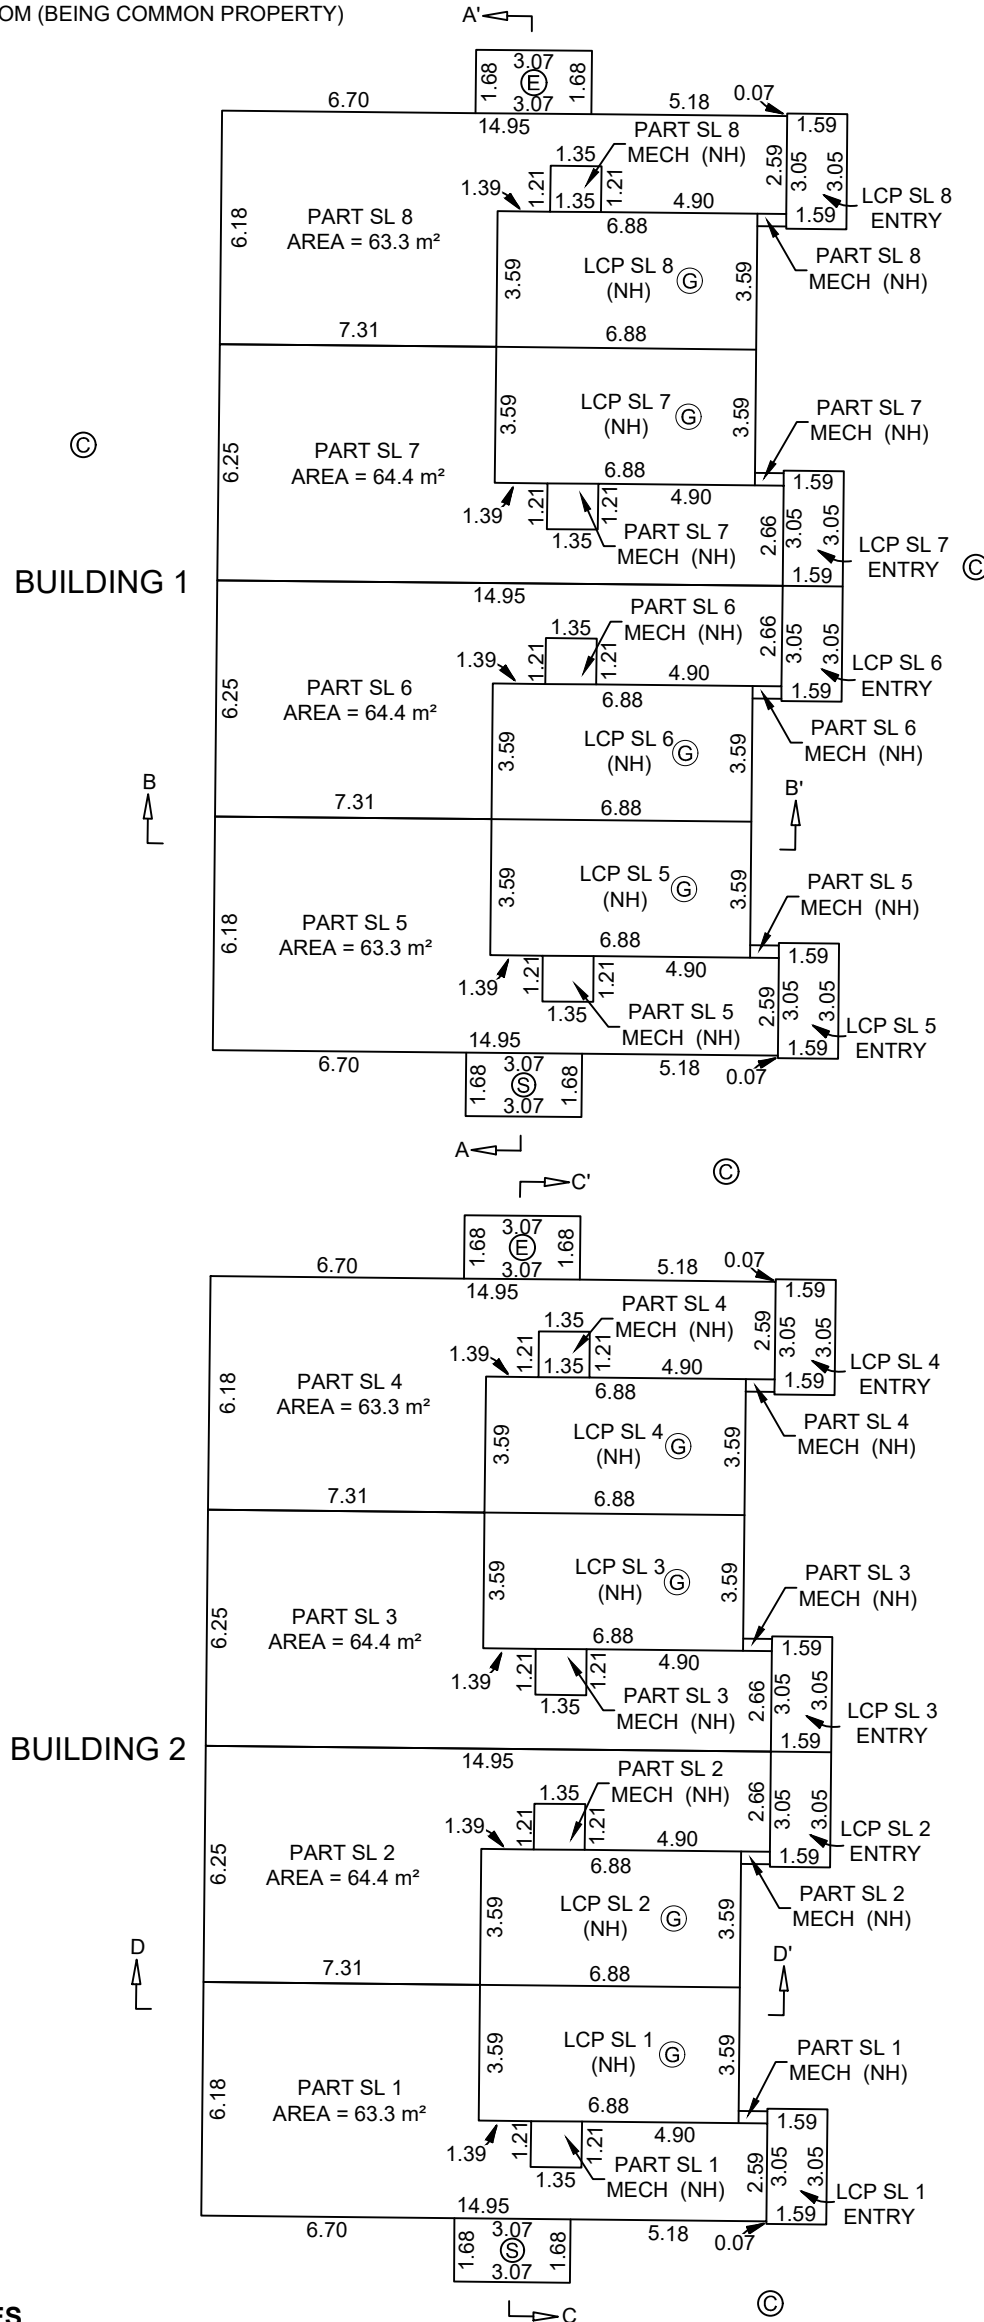 OM (BEING COMMON PROPERTY)
A'
3.07
1.68
E
1.68
3.07
6.70
5.18
0.07
14.95
1.59
PART SL 8
MECH (NH)
1.35
2.59
3.05
3.05
1.39
1.21
1.35
1.21
4.90
LCP SL 8
ENTRY
1.59
6.18
PART SL 8
AREA = 63.3 m²
6.88
PART SL 8
MECH (NH)
3.59
LCP SL 8
(NH)
G
3.59
7.31
6.88
3.59
LCP SL 7
(NH)
G
3.59
PART SL 7
MECH (NH)
C
6.25
PART SL 7
AREA = 64.4 m²
6.88
1.59
1.39
1.21
1.21
4.90
1.35
PART SL 7
MECH (NH)
2.66
3.05
3.05
LCP SL 7
ENTRY
C
1.59
BUILDING 1
14.95
PART SL 6
MECH (NH)
1.35
2.66
3.05
3.05
1.39
1.21
1.21
4.90
LCP SL 6
ENTRY
1.59
6.25
PART SL 6
AREA = 64.4 m²
6.88
PART SL 6
MECH (NH)
3.59
LCP SL 6
(NH)
G
3.59
B
B'
7.31
6.88
3.59
LCP SL 5
(NH)
G
3.59
PART SL 5
MECH (NH)
6.18
PART SL 5
AREA = 63.3 m²
6.88
1.59
1.39
1.21
1.21
4.90
1.35
PART SL 5
MECH (NH)
2.59
3.05
3.05
LCP SL 5
ENTRY
1.59
14.95
6.70
3.07
5.18
0.07
1.68
S
1.68
3.07
A
C
C'
3.07
1.68
E
1.68
3.07
6.70
5.18
0.07
14.95
1.59
PART SL 4
MECH (NH)
1.35
2.59
3.05
3.05
1.39
1.21
1.35
1.21
4.90
LCP SL 4
ENTRY
1.59
6.18
PART SL 4
AREA = 63.3 m²
6.88
PART SL 4
MECH (NH)
3.59
LCP SL 4
(NH)
G
3.59
7.31
6.88
3.59
LCP SL 3
(NH)
G
3.59
PART SL 3
MECH (NH)
6.25
PART SL 3
AREA = 64.4 m²
6.88
1.59
1.39
1.21
1.21
4.90
1.35
PART SL 3
MECH (NH)
2.66
3.05
3.05
LCP SL 3
ENTRY
1.59
BUILDING 2
14.95
PART SL 2
MECH (NH)
1.35
2.66
3.05
3.05
1.39
1.21
1.21
4.90
LCP SL 2
ENTRY
1.59
6.25
PART SL 2
AREA = 64.4 m²
6.88
PART SL 2
MECH (NH)
3.59
LCP SL 2
(NH)
G
3.59
D
D'
7.31
6.88
3.59
LCP SL 1
(NH)
G
3.59
PART SL 1
MECH (NH)
6.18
PART SL 1
AREA = 63.3 m²
6.88
1.59
1.39
1.21
1.21
4.90
1.35
PART SL 1
MECH (NH)
2.59
3.05
3.05
LCP SL 1
ENTRY
1.59
14.95
6.70
3.07
5.18
0.07
1.68
S
1.68
3.07
C
C
ES